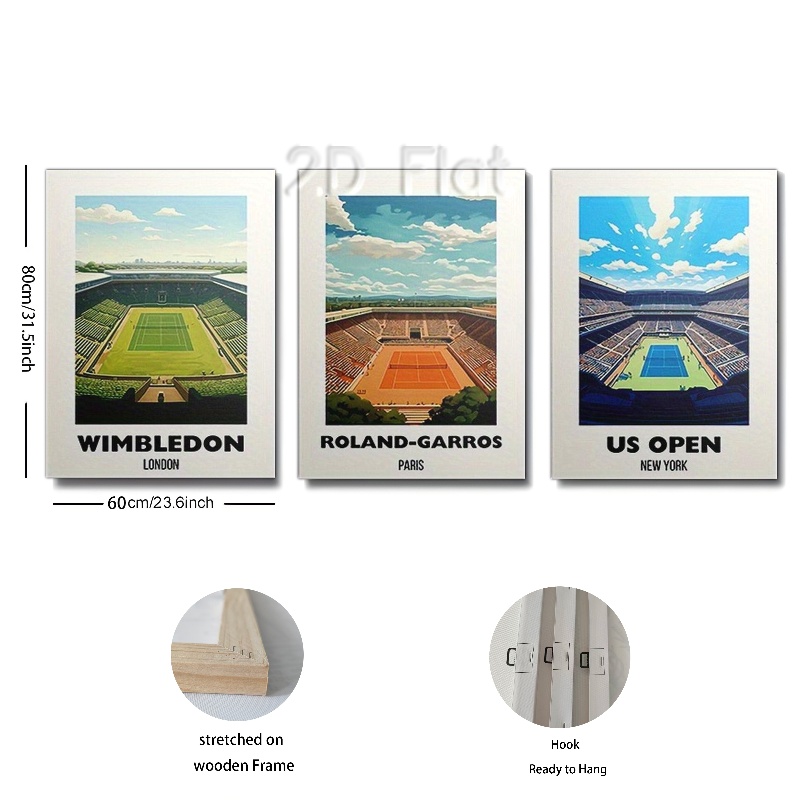 2D Flat
80cm/31.5inch
WIMBLEDON
LONDON
ROLAND-GARROS
PARIS
US OPEN
NEW YORK
60cm/23.6inch
stretched on
wooden Frame
Hook
Ready to Hang